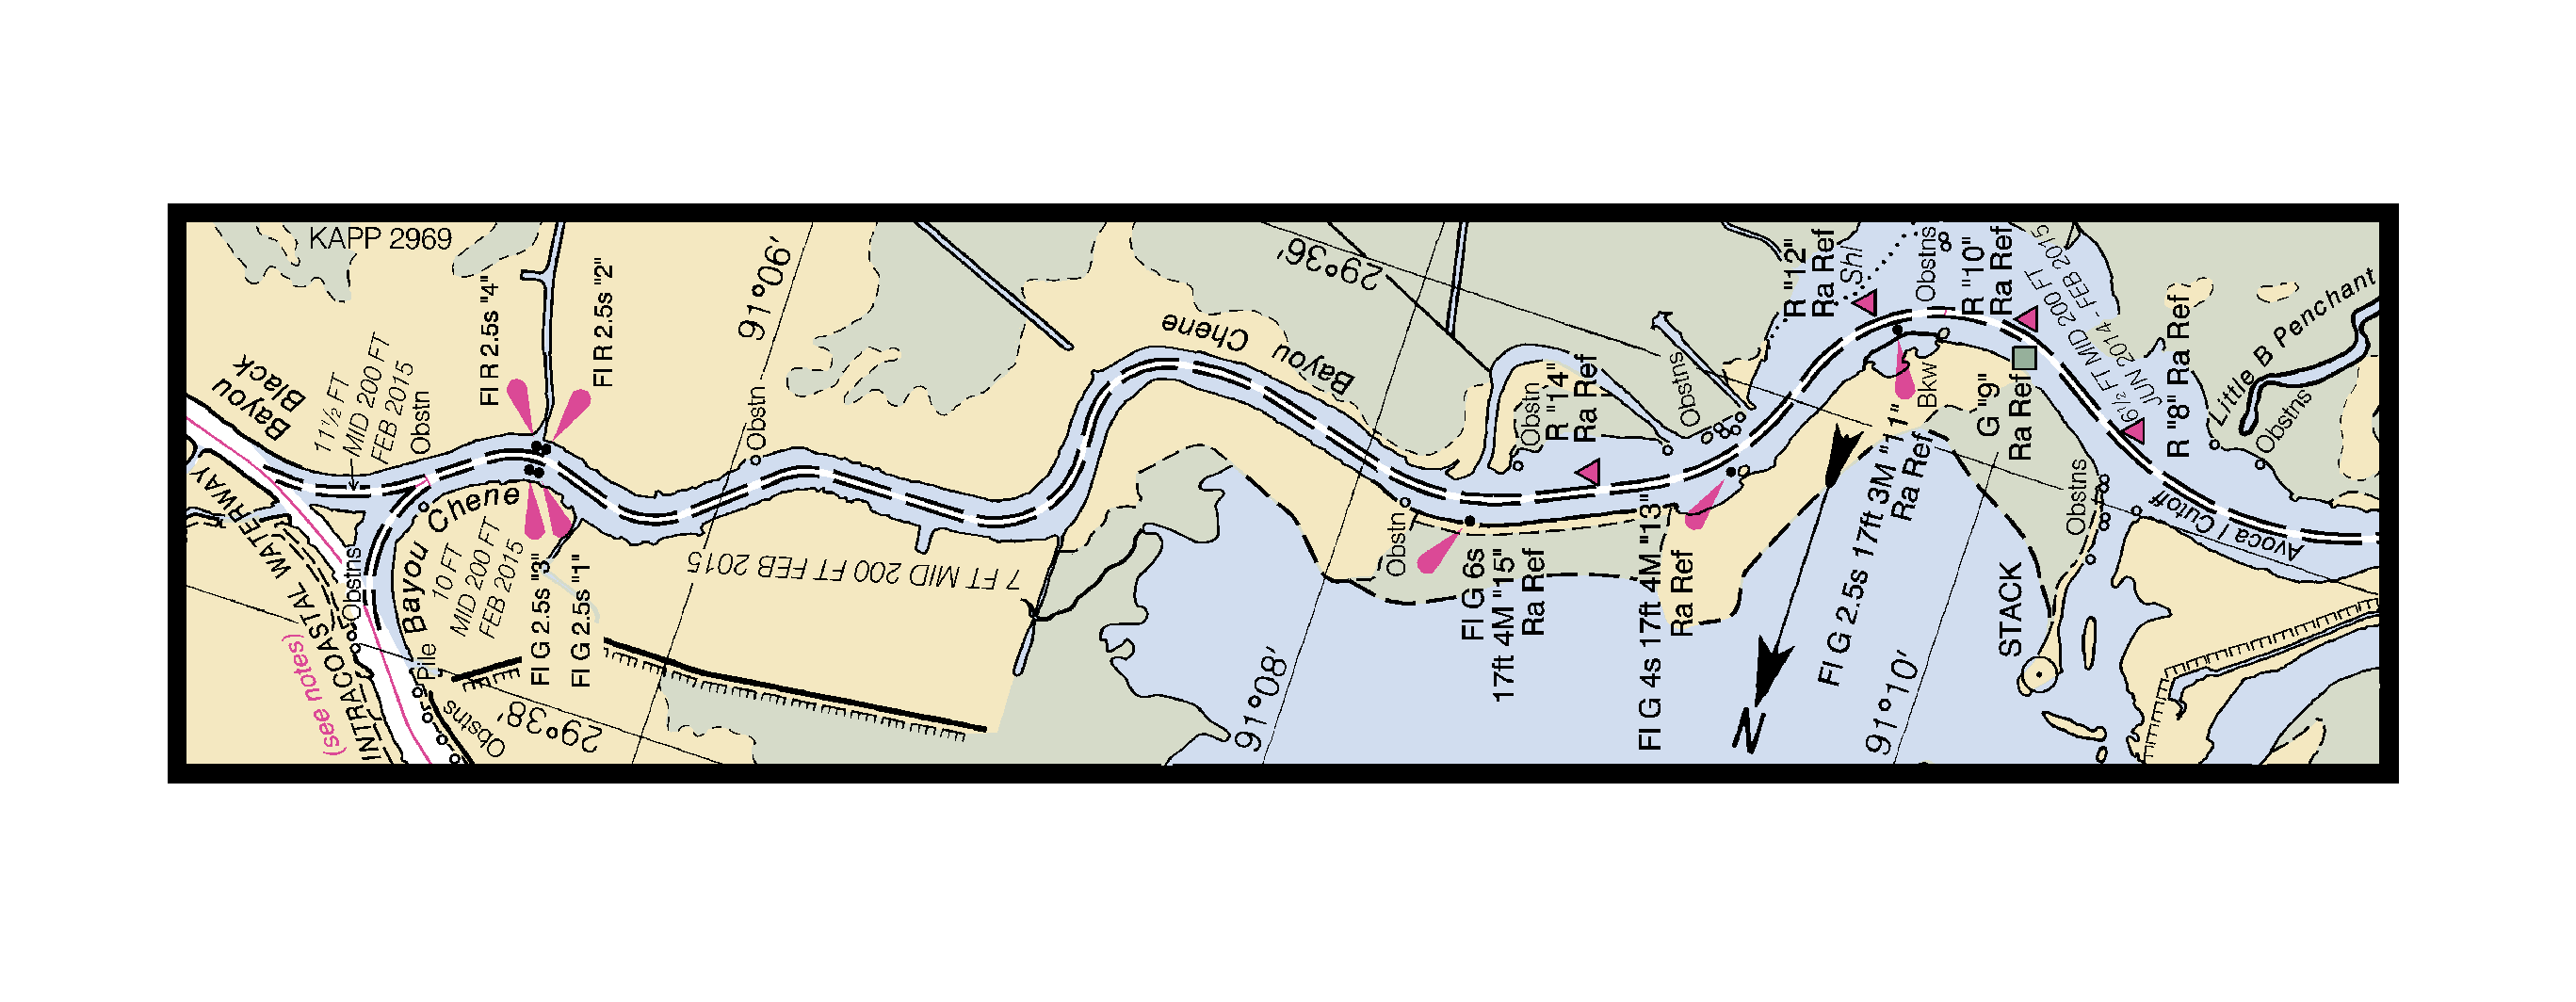 KAPP 2969
Bayou
Black
11½ FT
MID 200 FT
FEB 2015
Obstn
Fl R 2.5s "4"
Fl R 2.5s "2"
91°06'
Obstn
Bayou Chene
29°36'
Obstn
R "14"
Ra Ref
Obstns
R "12"
Ra Ref
Shl
Obstns
R "10"
Ra Ref
6½ FT MID 200 FT
JUN 2014 - FEB 2015
R "8" Ra Ref
Little B Penchant
Obstns
INTRACOASTAL WATERWAY
(see notes)
Obstns
Bayou Chene
10 FT
MID 200 FT
FEB 2015
Pile
Obstns
29°38'
Fl G 2.5s "3"
Fl G 2.5s "1"
7 FT MID 200 FT FEB 2015
91°08'
Obstn
Fl G 6s
17ft 4M "15"
Ra Ref
Fl G 4s 17ft 4M "13"
Ra Ref
N
Fl G 2.5s 17ft 3M "11"
Ra Ref
Bkw
G "9"
Ra Ref
91°10'
STACK
Obstns
Avoca I Cutoff